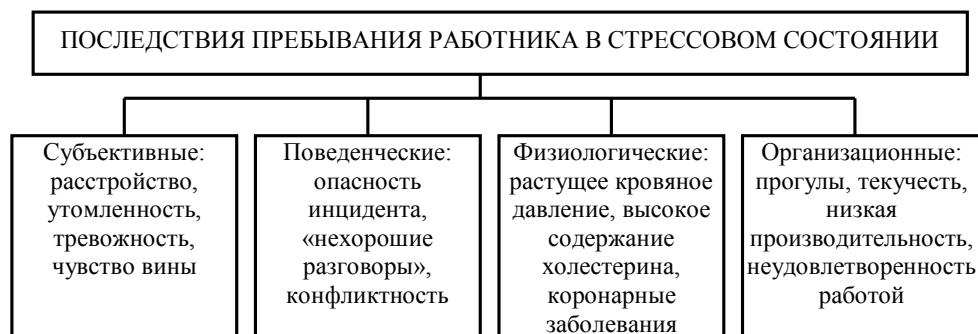 ПОСЛЕДСТВИЯ ПРЕБЫВАНИЯ РАБОТНИКА В СТРЕССОВОМ СОСТОЯНИИ
Субъективные:
расстройство,
утомленность,
тревожность,
чувство вины
Поведенческие:
опасность
инцидента,
«нехорошие
разговоры»,
конфликтность
Физиологические:
растущее кровяное
давление, высокое
содержание
холестерина,
коронарные
заболевания
Организационные:
прогулы, текучесть,
низкая
производительность,
неудовлетворенность
работой